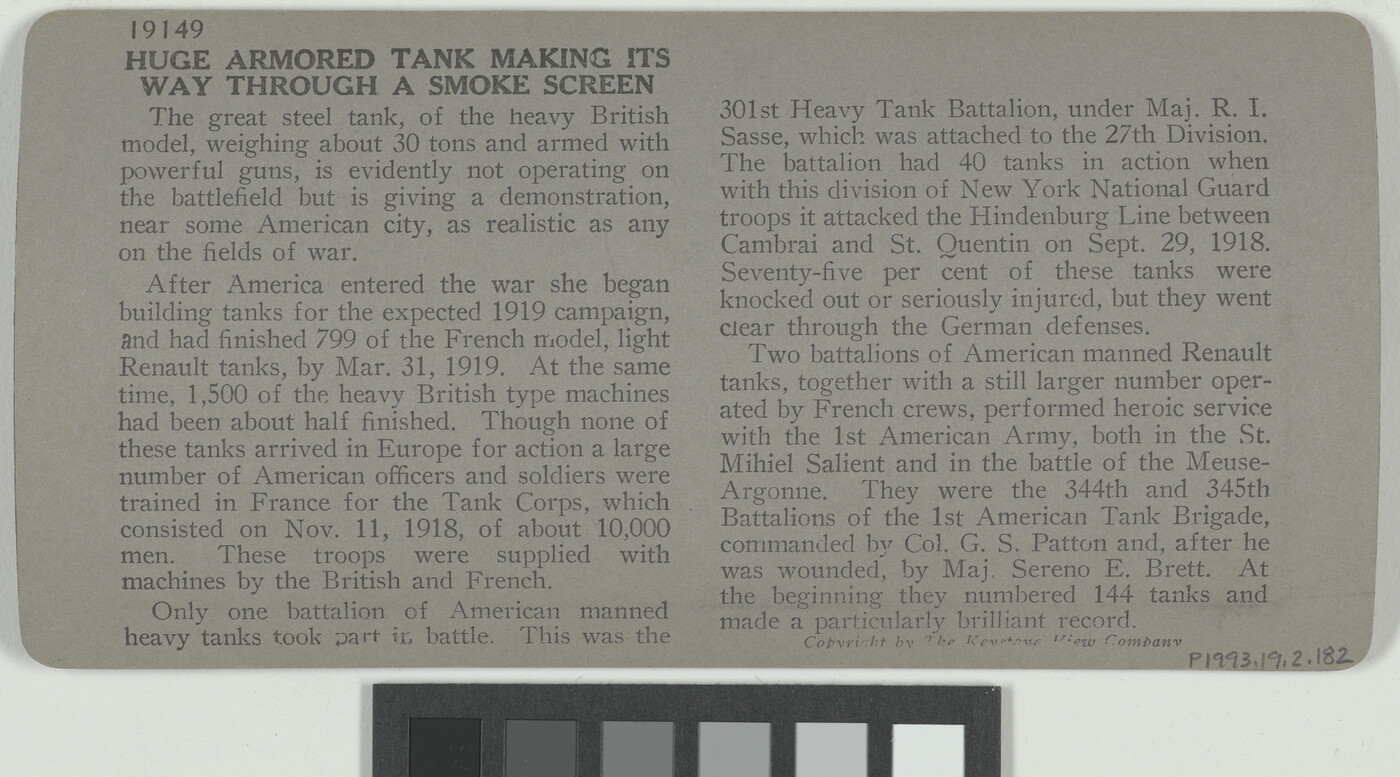 19149
HUGE ARMORED TANK MAKING ITS
WAY THROUGH A SMOKE SCREEN
The great steel tank, of the heavy British
model, weighing about 30 tons and armed with
powerful guns, is evidently not operating on
the battlefield but is giving a demonstration,
near some American city, as realistic as any
on the fields of war.
After America entered the war she began
building tanks for the expected 1919 campaign,
and had finished 799 of the French model, light
Renault tanks, by Mar. 31, 1919. At the same
time, 1,500 of the heavy British type machines
had been about half finished. Though none of
these tanks arrived in Europe for action a large
number of American officers and soldiers were
trained in France for the Tank Corps, which
consisted on Nov. 11, 1918, of about 10,000
men. These troops were supplied with
machines by the British and French.
Only one battalion of American manned
heavy tanks took part in battle. This was the
301st Heavy Tank Battalion, under Maj. R. I.
Sasse, which was attached to the 27th Division.
The battalion had 40 tanks in action when
with this division of New York National Guard
troops it attacked the Hindenburg Line between
Cambrai and St. Quentin on Sept. 29, 1918.
Seventy-five per cent of these tanks were
knocked out or seriously injured, but they went
clear through the German defenses.
Two battalions of American manned Renault
tanks, together with a still larger number oper-
ated by French crews, performed heroic service
with the 1st American Army, both in the St.
Mihiel Salient and in the battle of the Meuse-
Argonne. They were the 344th and 345th
Battalions of the 1st American Tank Brigade,
commanded by Col. G. S. Patton and, after he
was wounded, by Maj. Sereno E. Brett. At
the beginning they numbered 144 tanks and
made a particularly brilliant record.
Copyright by The Keystone View Company
P1993.19.2.182